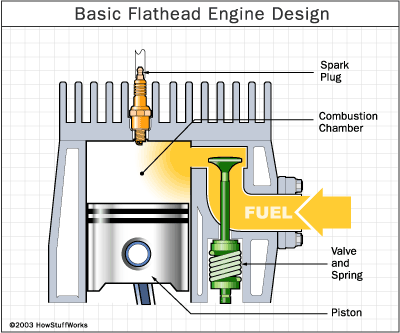 Basic Flathead Engine Design
Spark
Plug
Combustion
Chamber
FUEL
Valve
and
Spring
Piston
©2003 HowStuffWorks